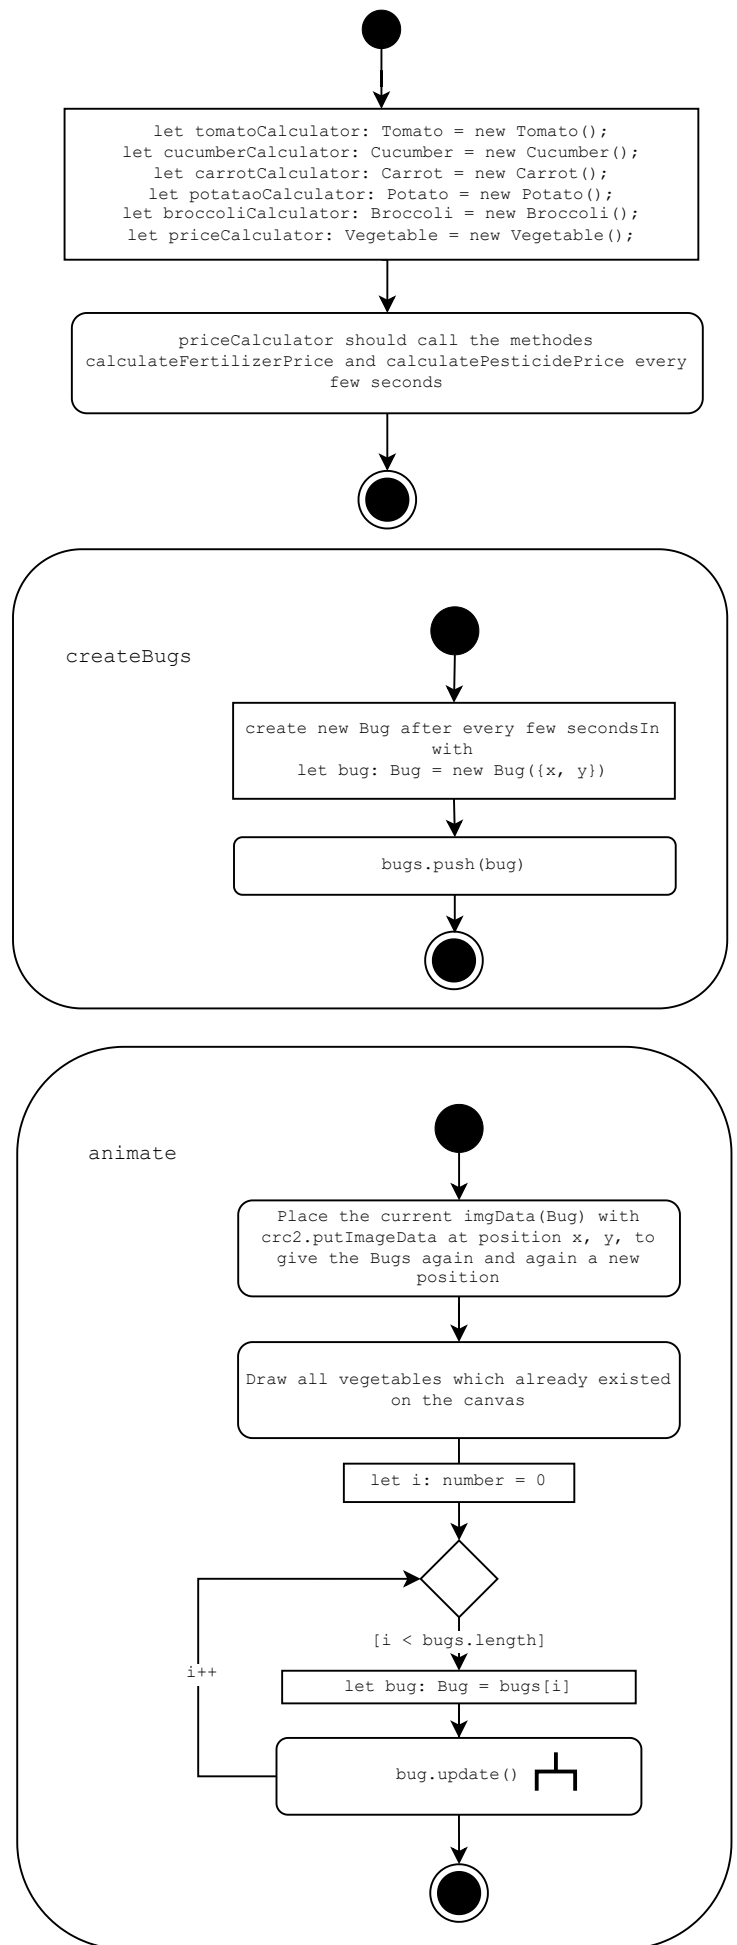 let tomatoCalculator: Tomato = new Tomato();
let cucumberCalculator: Cucumber = new Cucumber();
let carrotCalculator: Carrot = new Carrot();
let potataoCalculator: Potato = new Potato();
let broccoliCalculator: Broccoli = new Broccoli();
let priceCalculator: Vegetable = new Vegetable();
priceCalculator should call the methodes
calculateFertilizerPrice and calculatePesticidePrice every
few seconds
createBugs
create new Bug after every few secondsIn
with
let bug: Bug = new Bug({x, y})
bugs.push(bug)
animate
Place the current imgData(Bug) with
crc2.putImageData at position x, y, to
give the Bugs again and again a new
position
Draw all vegetables which already existed
on the canvas
let i: number = 0
[i < bugs.length]
i++
let bug: Bug = bugs[i]
bug.update()